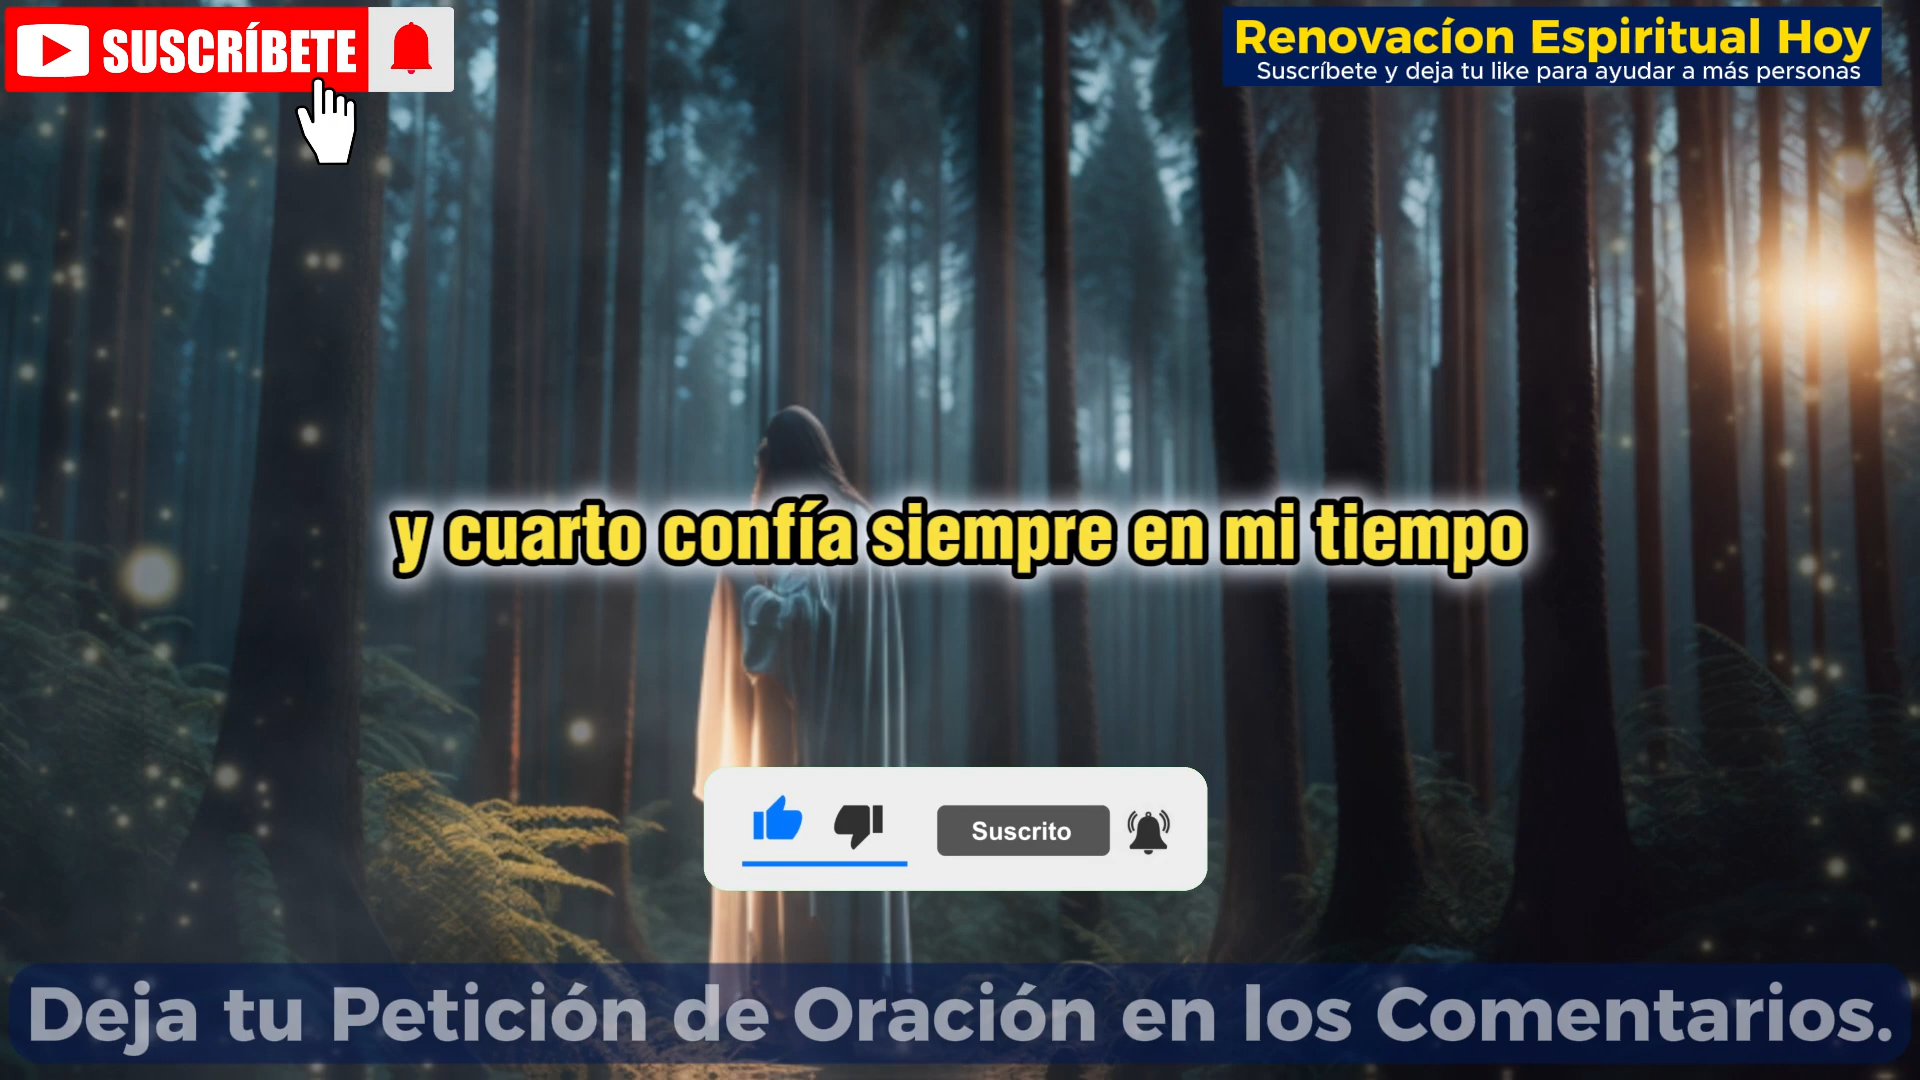 SUSCRÍBETE
Renovacíon Espiritual Hoy
Suscríbete y deja tu like para ayudar a más personas
y cuarto confía siempre en mi tiempo
Suscrito
Deja tu Petición de Oración en los Comentarios.